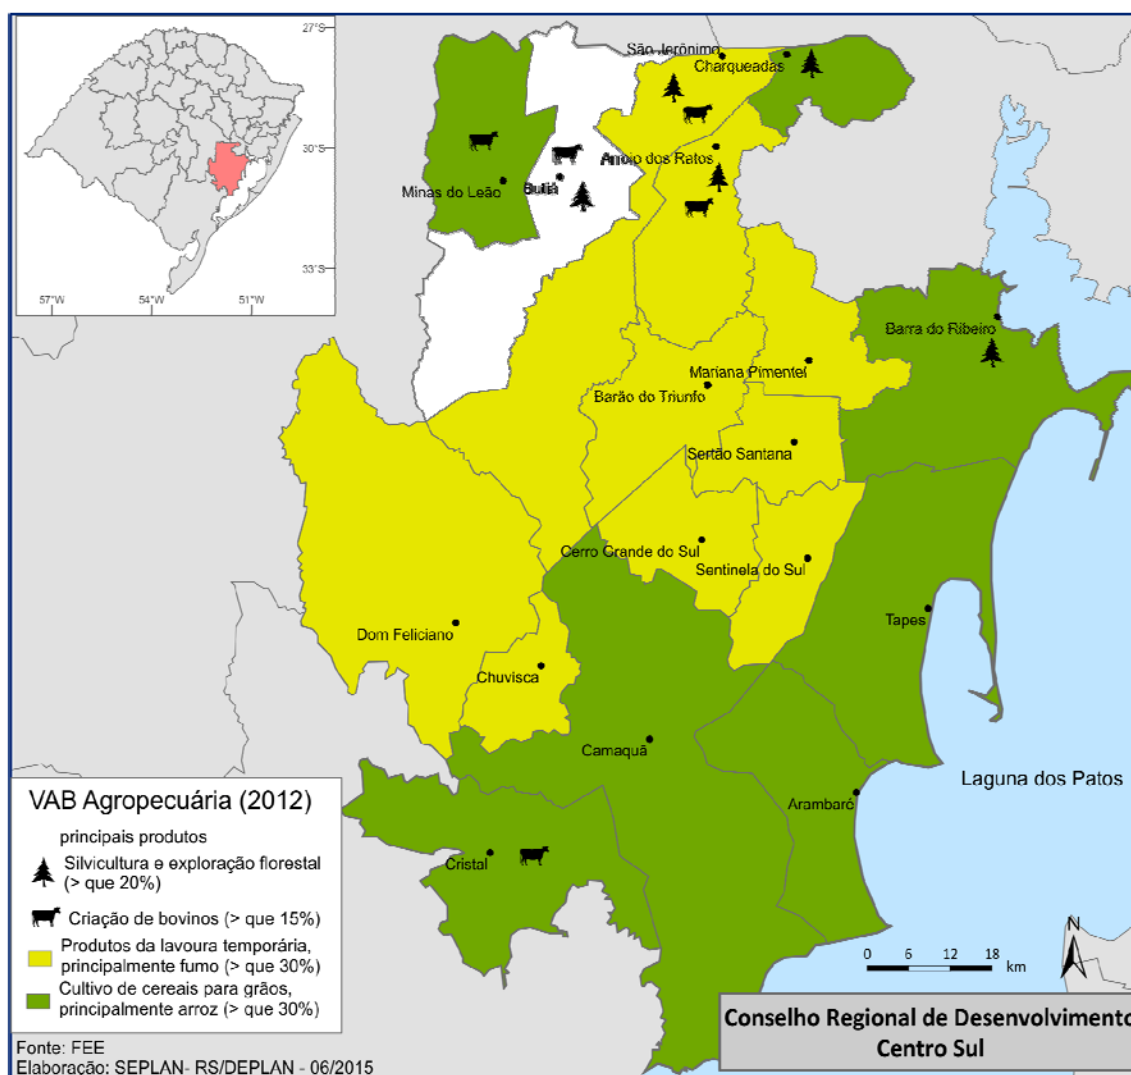 27°S
30°S
33°S
57°W
54°W
51°W
São Jerônimo
Charqueadas
Arroio dos Ratos
Minas do Leão
Butiá
Barra do Ribeiro
Mariana Pimentel
Barão do Triunfo
Sertão Santana
Cerro Grande do Sul
Sentinela do Sul
Tapes
Dom Feliciano
Chuvisca
Camaquã
Arambaré
Cristal
Laguna dos Patos
VAB Agropecuária (2012)
principais produtos
Silvicultura e exploração florestal
(> que 20%)
Criação de bovinos (> que 15%)
Produtos da lavoura temporária,
principalmente fumo (> que 30%)
Cultivo de cereais para grãos,
principalmente arroz (> que 30%)
N
0 6 12 18
km
Conselho Regional de Desenvolvimento
Centro Sul
Fonte: FEE
Elaboração: SEPLAN- RS/DEPLAN - 06/2015